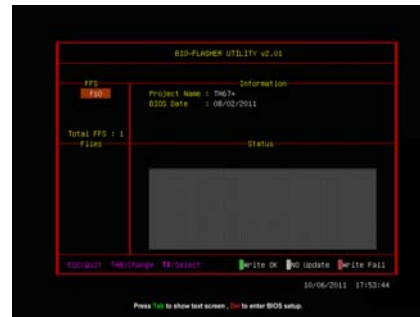 BIO-FLASHER UTILITY v2.01
FFS
fs0
Information
Project Name : TH67+
BIOS Date : 08/02/2011
Total FFS : 1
Files
Status
ESC:Quit TAB:Change ↑↓:Select Write OK NO Update Write Fail
10/06/2011 17:53:44
Press Tab to show text screen , Del to enter BIOS setup.